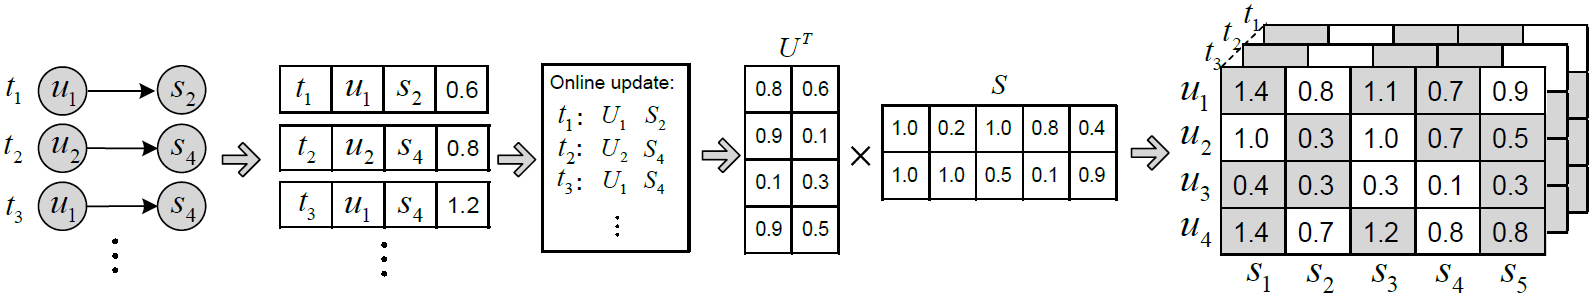 t1 u1 s2
t2 u2 s4
t3 u1 s4
⋮
t1 u1 s2 0.6
t2 u2 s4 0.8
t3 u1 s4 1.2
⋮
Online update:
t1: U1 S2
t2: U2 S4
t3: U1 S4
⋮
U^T
0.8 0.6
0.9 0.1
0.1 0.3
0.9 0.5
×
S
1.0 0.2 1.0 0.8 0.4
1.0 1.0 0.5 0.1 0.9
t1
t2
t3
u1 1.4 0.8 1.1 0.7 0.9
u2 1.0 0.3 1.0 0.7 0.5
u3 0.4 0.3 0.3 0.1 0.3
u4 1.4 0.7 1.2 0.8 0.8
s1 s2 s3 s4 s5